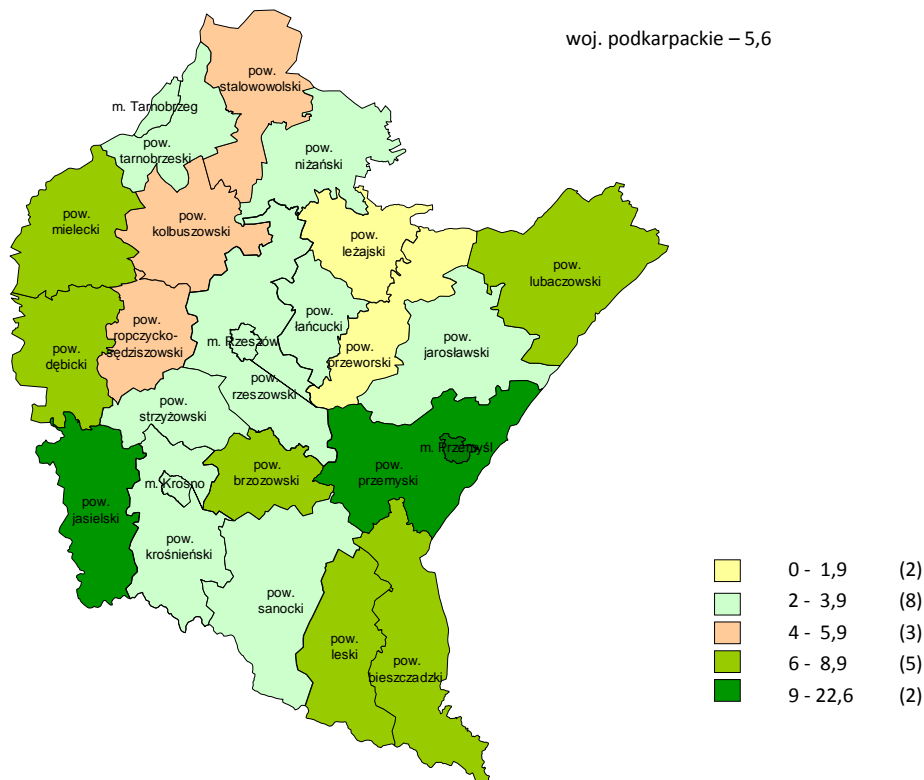 woj. podkarpackie – 5,6
pow.
stalowowolski
m. Tarnobrzeg
pow.
tarnobrzeski
pow.
niżański
pow.
mielecki
pow.
kolbuszowski
pow.
leżajski
pow.
lubaczowski
pow.
ropczycko-
sędziszowski
m. Rzeszów
pow.
łańcucki
pow.
przeworski
pow.
jarosławski
pow.
dębicki
pow.
rzeszowski
pow.
strzyżowski
m. Przemyśl
pow.
przemyski
pow.
brzozowski
m. Krosno
pow.
jasielski
pow.
krośnieński
pow.
sanocki
pow.
leski
pow.
bieszczadzki
0 - 1,9 (2)
2 - 3,9 (8)
4 - 5,9 (3)
6 - 8,9 (5)
9 - 22,6 (2)